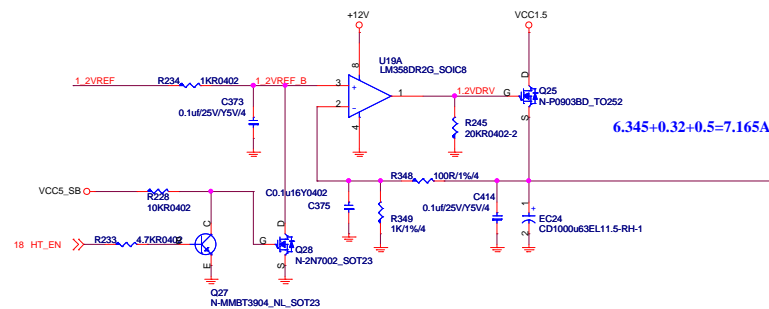 +12V
VCC1.5
U19A
LM358DR2G_SOIC8
1_2VREF
R234
1KR0402
1_2VREF_B
8
3
+
2
-
1
4
1.2VDRV
D
G
S
Q25
N-P0903BD_TO252
C373
0.1uf/25V/Y5V/4
R245
20KR0402-2
6.345+0.32+0.5=7.165A
R348
100R/1%/4
VCC5_SB
R228
10KR0402
C0.1u16Y0402
C375
R349
1K/1%/4
C414
0.1uf/25V/Y5V/4
1
+
2
EC24
CD1000u63EL11.5-RH-1
18 HT_EN
R233
4.7KR0402
B
C
E
Q27
N-MMBT3904_NL_SOT23
D
G
S
Q28
N-2N7002_SOT23